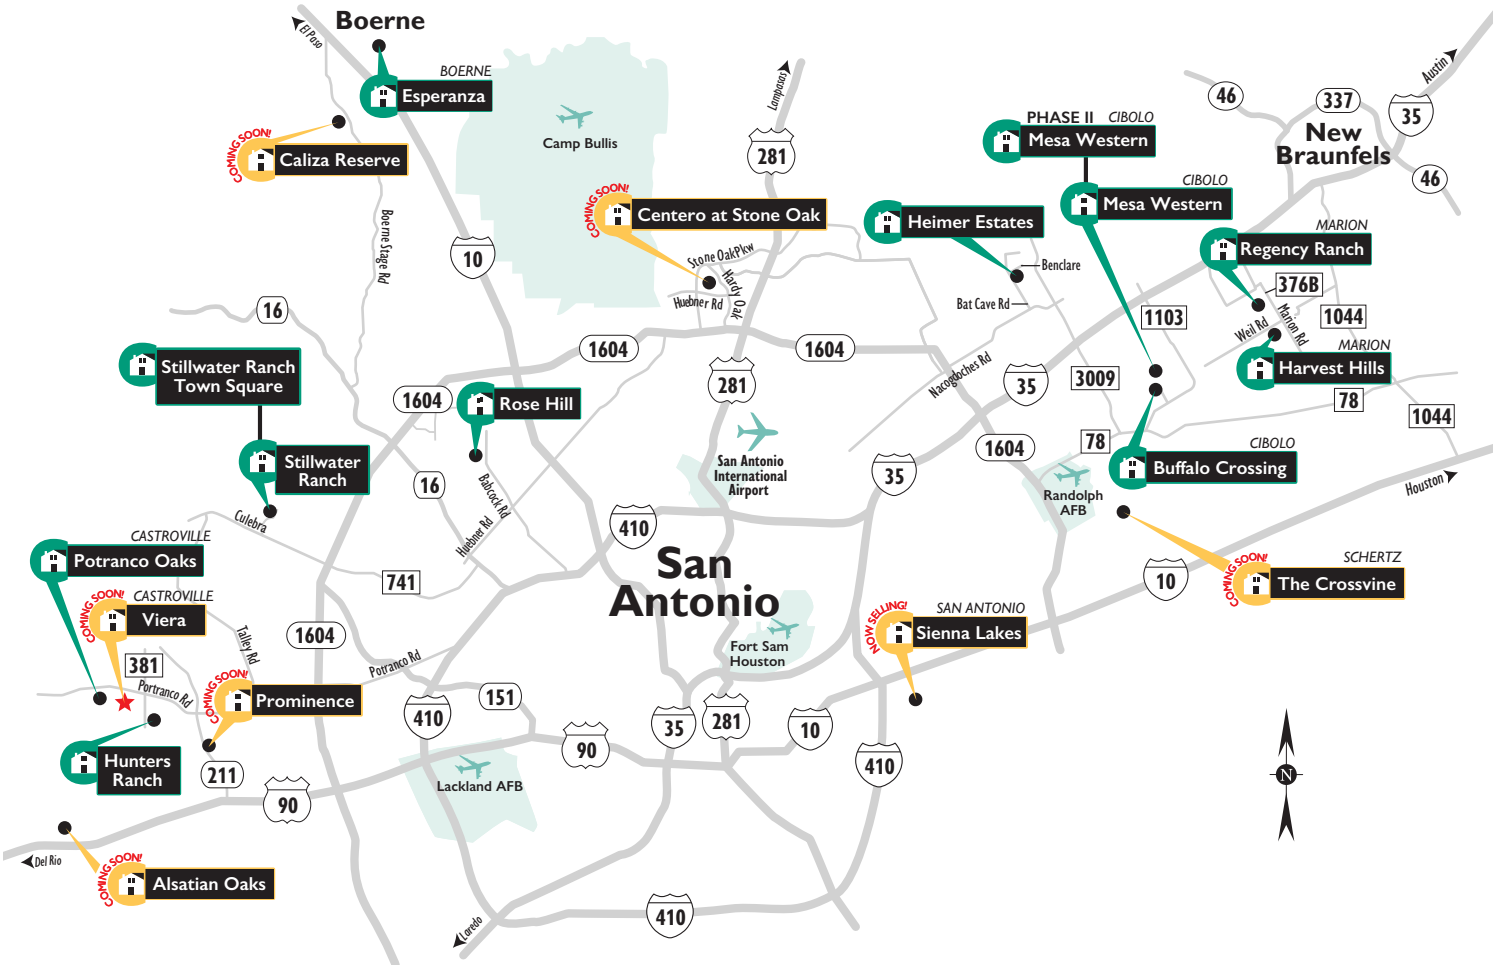 Boerne
El Paso
BOERNE
Esperanza
COMING SOON!
Caliza Reserve
Camp Bullis
Lampasas
281
COMING SOON!
Centero at Stone Oak
Stone Oak Pkw
Hardy Oak
Huebner Rd
Heimer Estates
Benclare
Bat Cave Rd
PHASE II CIBOLO
Mesa Western
CIBOLO
Mesa Western
46
337
35
Austin
New
Braunfels
46
MARION
Regency Ranch
376B
Marion Rd
Weil Rd
1044
1103
MARION
Harvest Hills
78
1044
10
Boerne Stage Rd
16
1604
1604
281
Nacogdoches Rd
35
3009
Stillwater Ranch
Town Square
1604
Rose Hill
Stillwater
Ranch
16
Babcock Rd
Huebner Rd
Culebra
San Antonio
International
Airport
35
1604
78
CIBOLO
Buffalo Crossing
Randolph
AFB
Houston
410
San
Antonio
10
SCHERTZ
COMING SOON!
The Crossvine
CASTROVILLE
Potranco Oaks
CASTROVILLE
COMING SOON!
Viera
741
1604
Talley Rd
Potranco Rd
381
Portranco Rd
COMING SOON!
Prominence
Hunters
Ranch
211
90
151
410
90
Lackland AFB
Fort Sam
Houston
35
281
10
410
SAN ANTONIO
NOW SELLING!
Sienna Lakes
N
Del Rio
COMING SOON!
Alsatian Oaks
Loredo
410